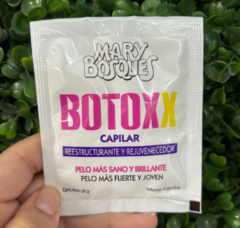 MARY
BOSQUES
BOTOXX
CAPILAR
REESTRUCTURANTE Y REJUVENECEDOR
PELO MÁS SANO Y BRILLANTE
PELO MÁS FUERTE Y JOVEN
Industria Argentina